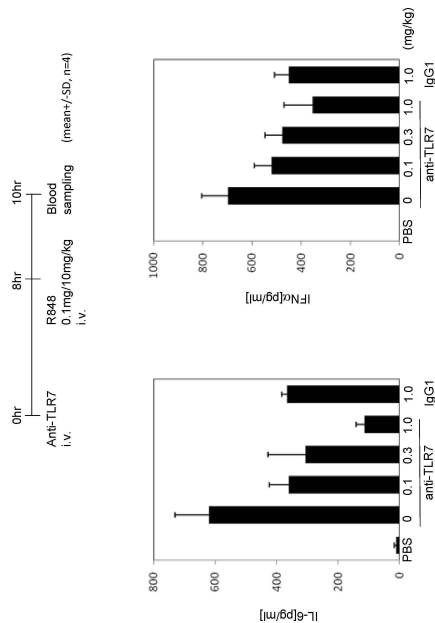 0hr 8hr 10hr
Anti-TLR7 R848 Blood
i.v. 0.1mg/10mg/kg sampling (mean+/-SD, n=4)
i.v.
IL-6[pg/ml]
800
600
400
200
0
PBS 0 0.1 0.3 1.0 1.0
anti-TLR7 IgG1
IFNα[pg/ml]
1000
800
600
400
200
0
PBS 0 0.1 0.3 1.0 1.0 (mg/kg)
anti-TLR7 IgG1